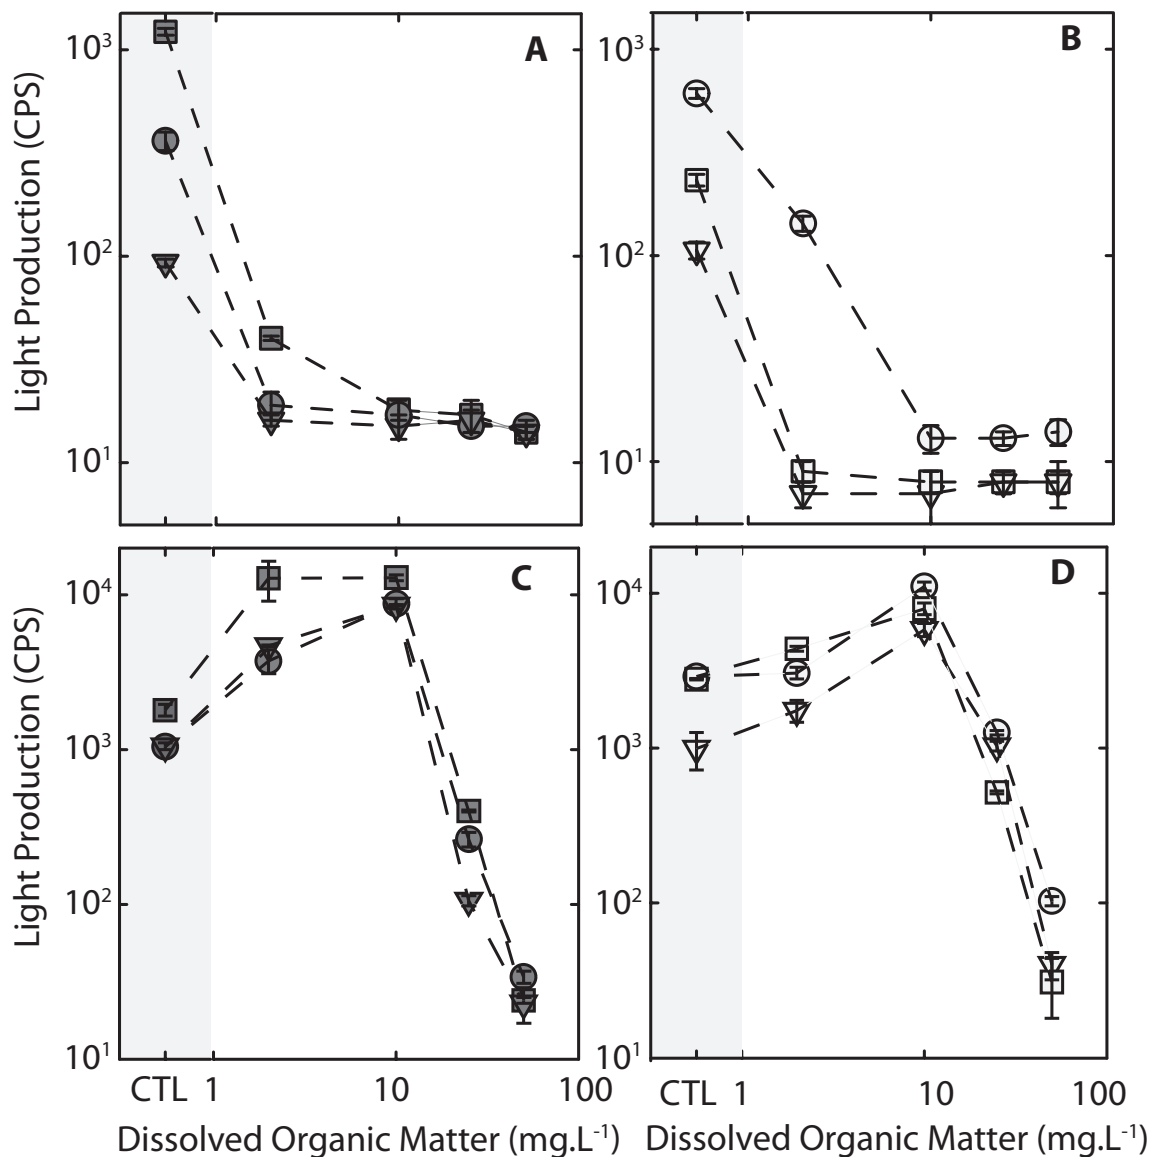 A
B
Light Production (CPS)
10³
10²
10¹
10³
10²
10¹
C
D
Light Production (CPS)
10⁴
10³
10²
10¹
10⁴
10³
10²
10¹
CTL 1 10 100
CTL 1 10 100
Dissolved Organic Matter (mg.L⁻¹)
Dissolved Organic Matter (mg.L⁻¹)